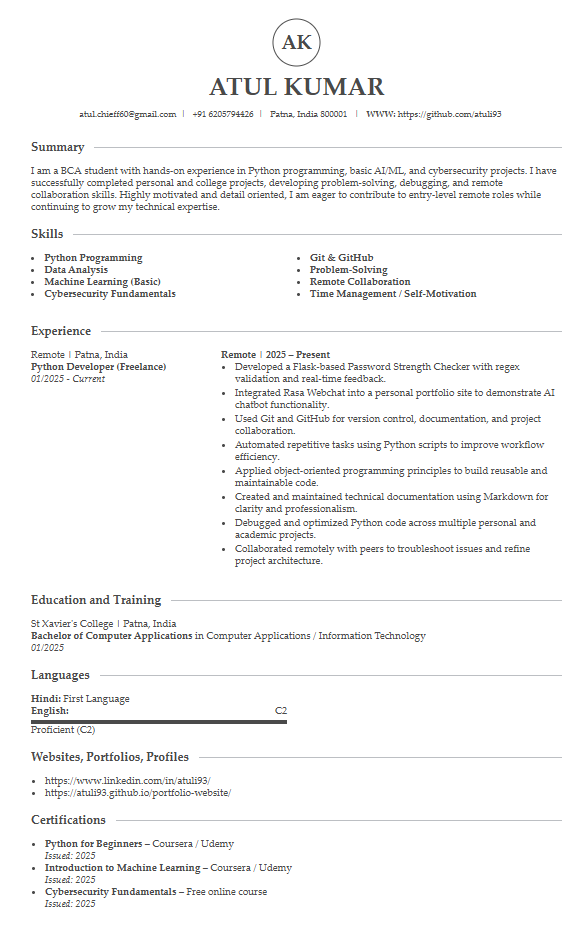 AK
ATUL KUMAR
atul.chieff60@gmail.com | +91 6205794426 | Patna, India 800001 | WWW: https://github.com/atuli93
Summary
I am a BCA student with hands-on experience in Python programming, basic AI/ML, and cybersecurity projects. I have
successfully completed personal and college projects, developing problem-solving, debugging, and remote
collaboration skills. Highly motivated and detail oriented, I am eager to contribute to entry-level remote roles while
continuing to grow my technical expertise.
Skills
• Python Programming
• Data Analysis
• Machine Learning (Basic)
• Cybersecurity Fundamentals
• Git & GitHub
• Problem-Solving
• Remote Collaboration
• Time Management / Self-Motivation
Experience
Remote | Patna, India
Python Developer (Freelance)
01/2025 - Current
Remote | 2025 – Present
• Developed a Flask-based Password Strength Checker with regex
validation and real-time feedback.
• Integrated Rasa Webchat into a personal portfolio site to demonstrate AI
chatbot functionality.
• Used Git and GitHub for version control, documentation, and project
collaboration.
• Automated repetitive tasks using Python scripts to improve workflow
efficiency.
• Applied object-oriented programming principles to build reusable and
maintainable code.
• Created and maintained technical documentation using Markdown for
clarity and professionalism.
• Debugged and optimized Python code across multiple personal and
academic projects.
• Collaborated remotely with peers to troubleshoot issues and refine
project architecture.
Education and Training
St Xavier's College | Patna, India
Bachelor of Computer Applications in Computer Applications / Information Technology
01/2025
Languages
Hindi: First Language
English: C2
Proficient (C2)
Websites, Portfolios, Profiles
• https://www.linkedin.com/in/atuli93/
• https://atuli93.github.io/portfolio-website/
Certifications
• Python for Beginners – Coursera / Udemy
Issued: 2025
• Introduction to Machine Learning – Coursera / Udemy
Issued: 2025
• Cybersecurity Fundamentals – Free online course
Issued: 2025